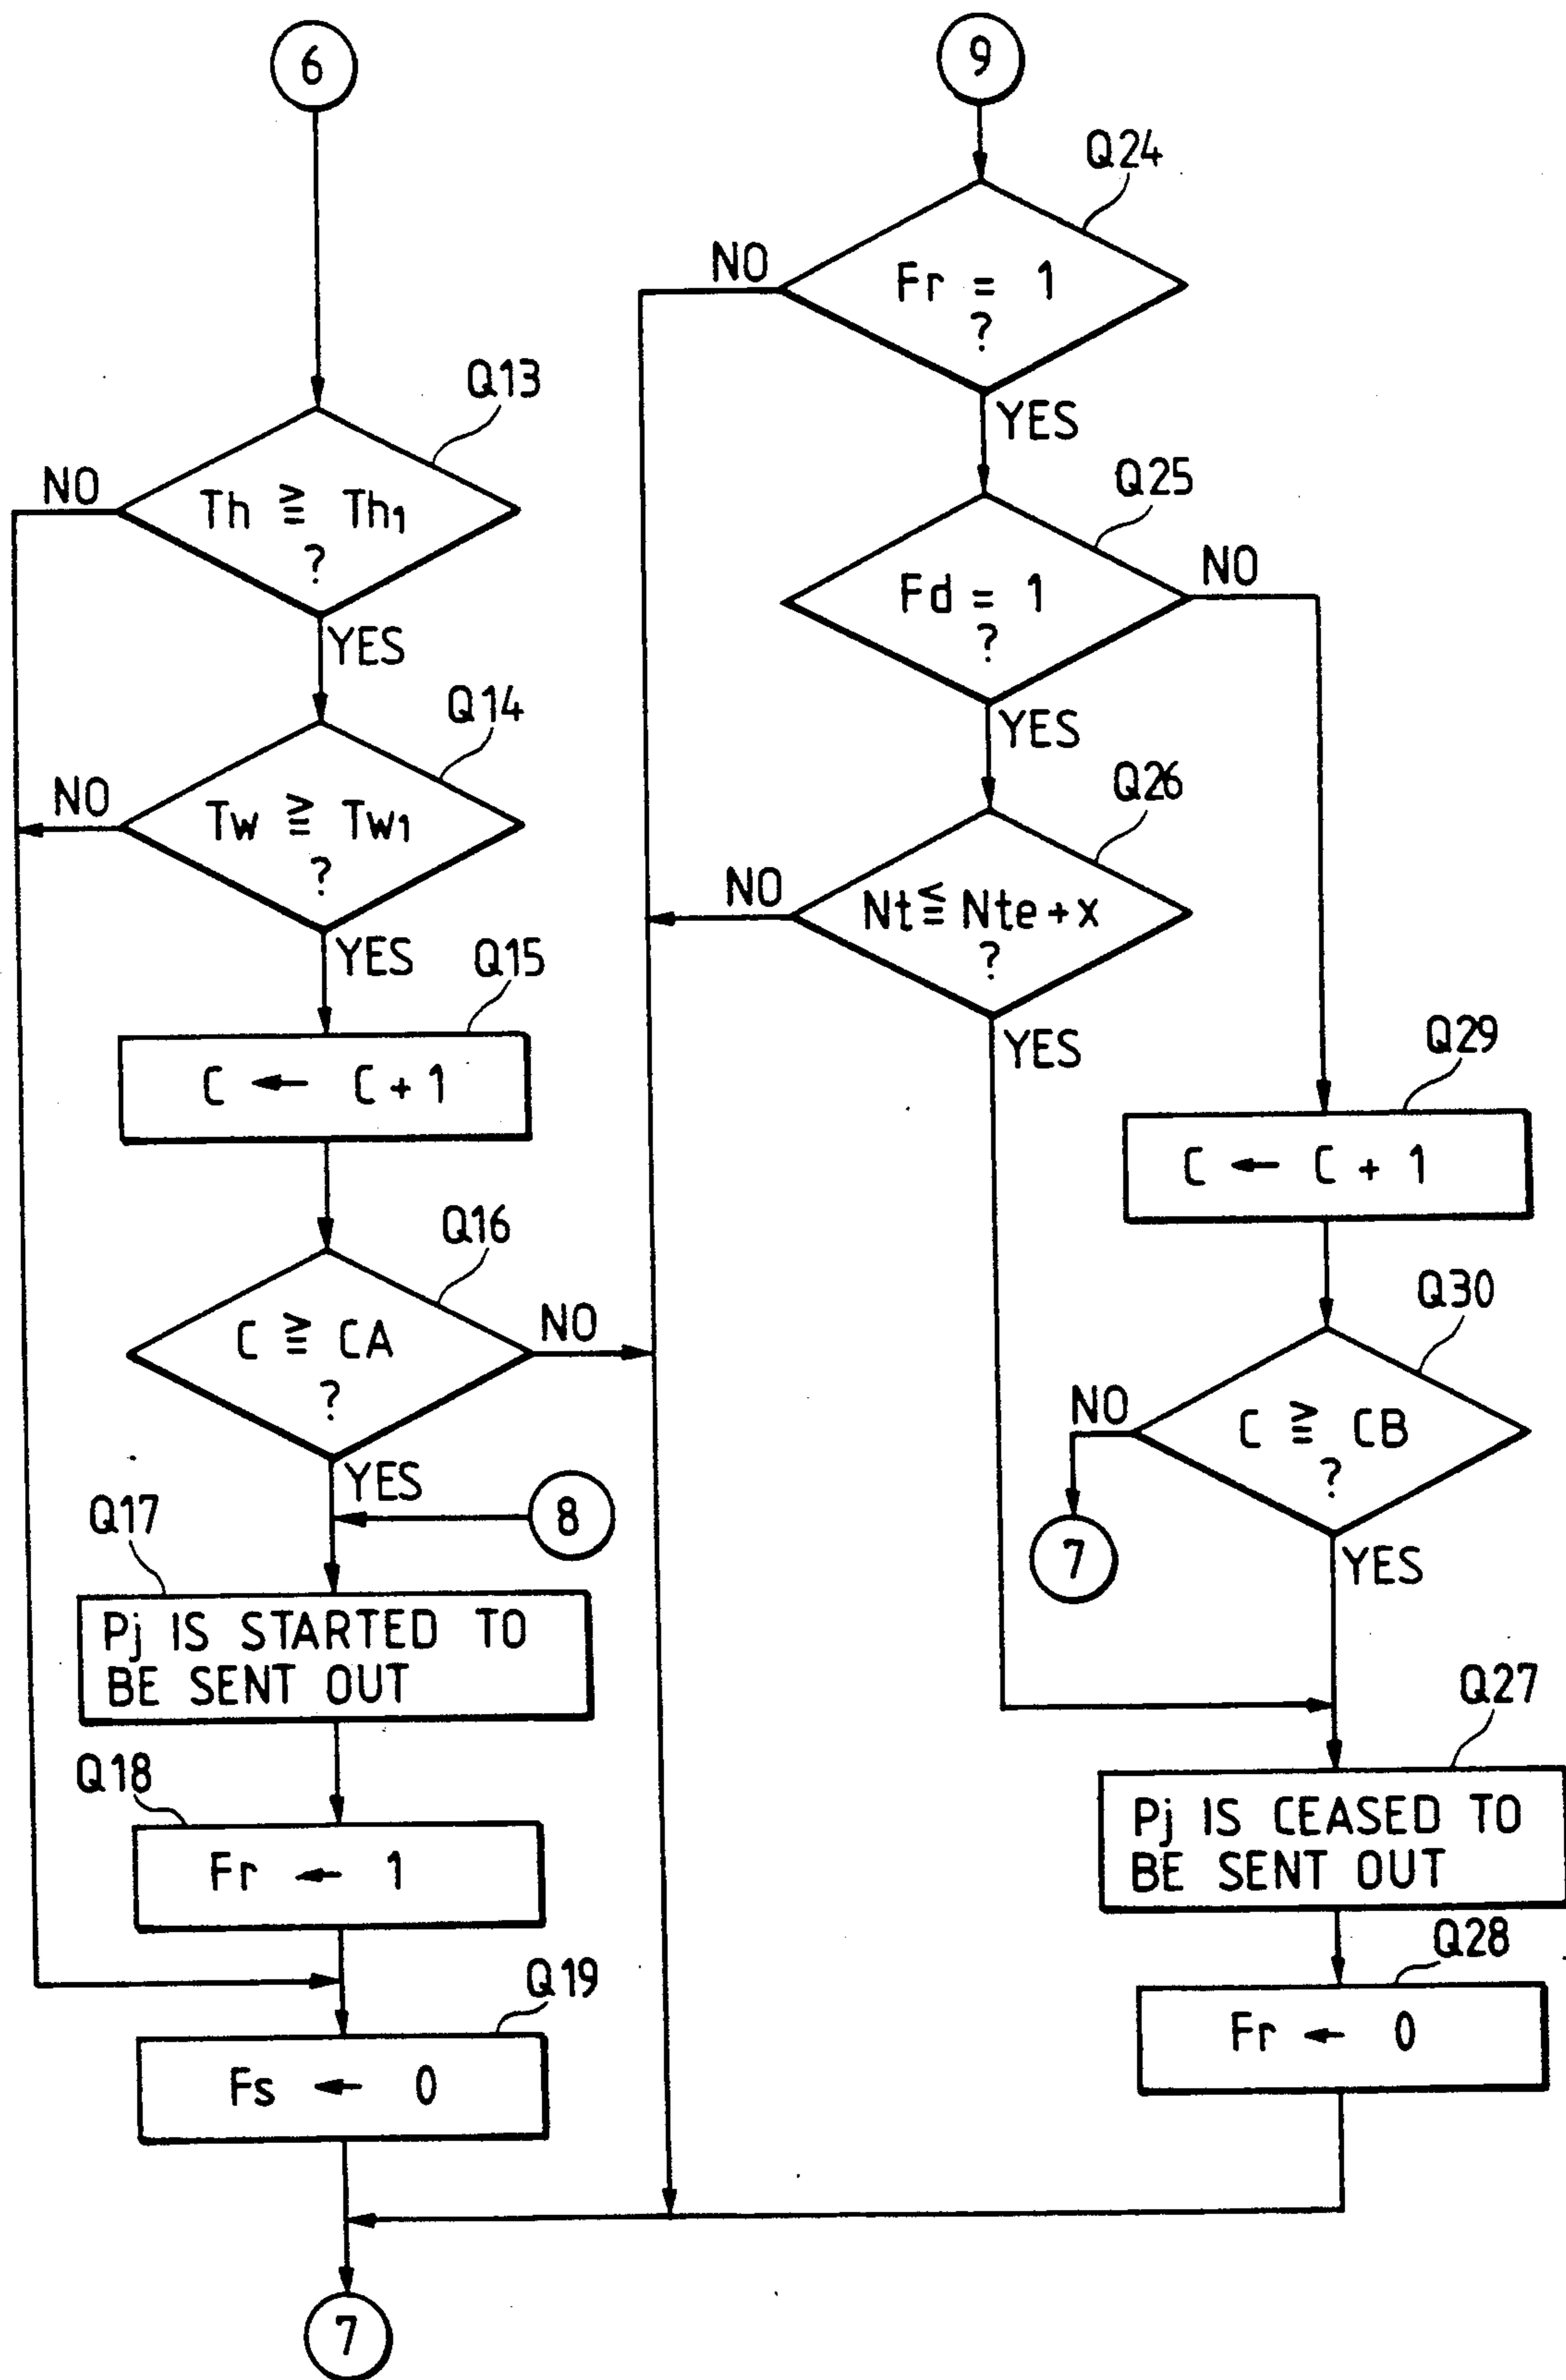 6
Q13
Th ≧ Th₁
?
NO
YES
Q14
Tw ≧ Tw₁
?
NO
YES
Q15
C ← C + 1
Q16
C ≧ CA
?
NO
YES
8
Q17
Pj IS STARTED TO
BE SENT OUT
Q18
Fr ← 1
Q19
Fs ← 0
7
9
Q24
Fr = 1
?
NO
YES
Q25
Fd = 1
?
NO
YES
Q26
Nt ≦ Nte + x
?
NO
YES
Q29
C ← C + 1
Q30
C ≧ CB
?
NO
7
YES
Q27
Pj IS CEASED TO
BE SENT OUT
Q28
Fr ← 0